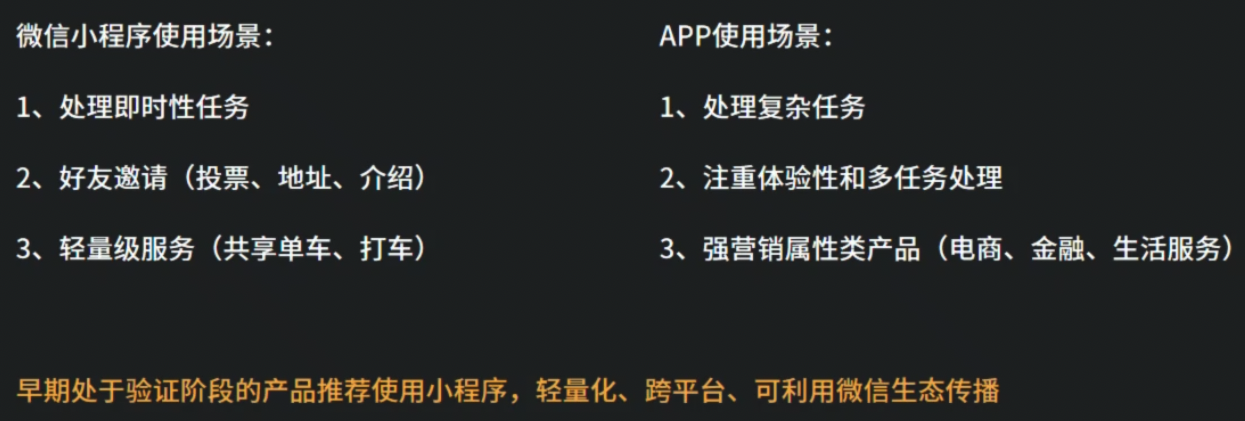 微信小程序使用场景：
1、处理即时性任务
2、好友邀请（投票、地址、介绍）
3、轻量级服务（共享单车、打车）
APP使用场景：
1、处理复杂任务
2、注重体验性和多任务处理
3、强营销属性类产品（电商、金融、生活服务）
早期处于验证阶段的产品推荐使用小程序，轻量化、跨平台、可利用微信生态传播